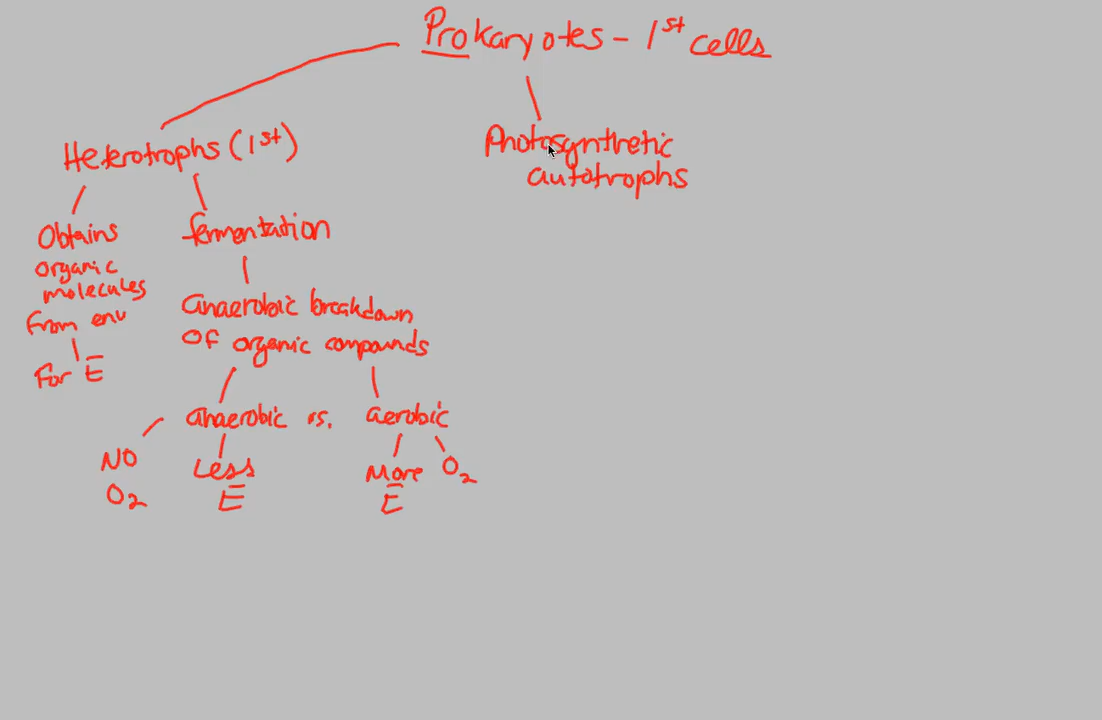 Prokaryotes - 1st cells
Heterotrophs (1st)
Photosynthetic
autotrophs
Obtains
organic
molecules
from env
For E
fermentation
anaerobic breakdown
OF organic compounds
anaerobic vs. aerobic
NO
O2
Less
E
More
E
O2